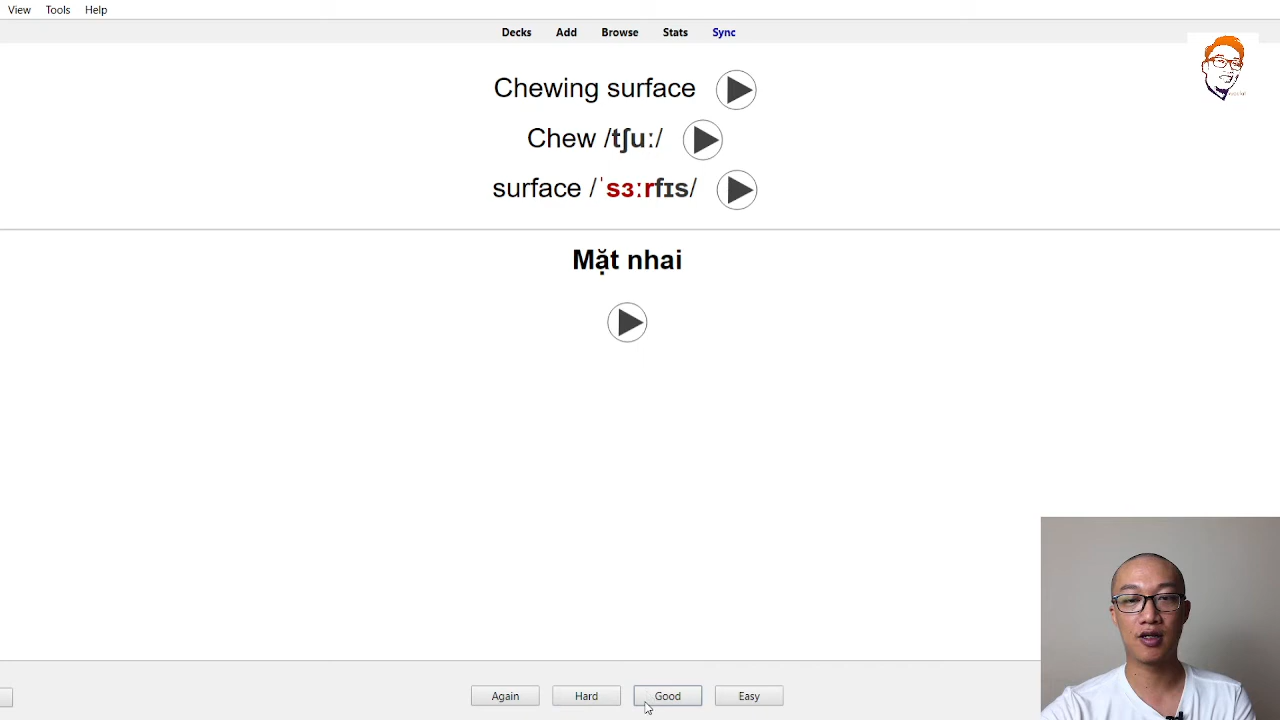 View Tools Help
Decks Add Browse Stats Sync
Chewing surface
Chew /tʃuː/
surface /ˈsɜːrfɪs/
Mặt nhai
Again Hard Good Easy